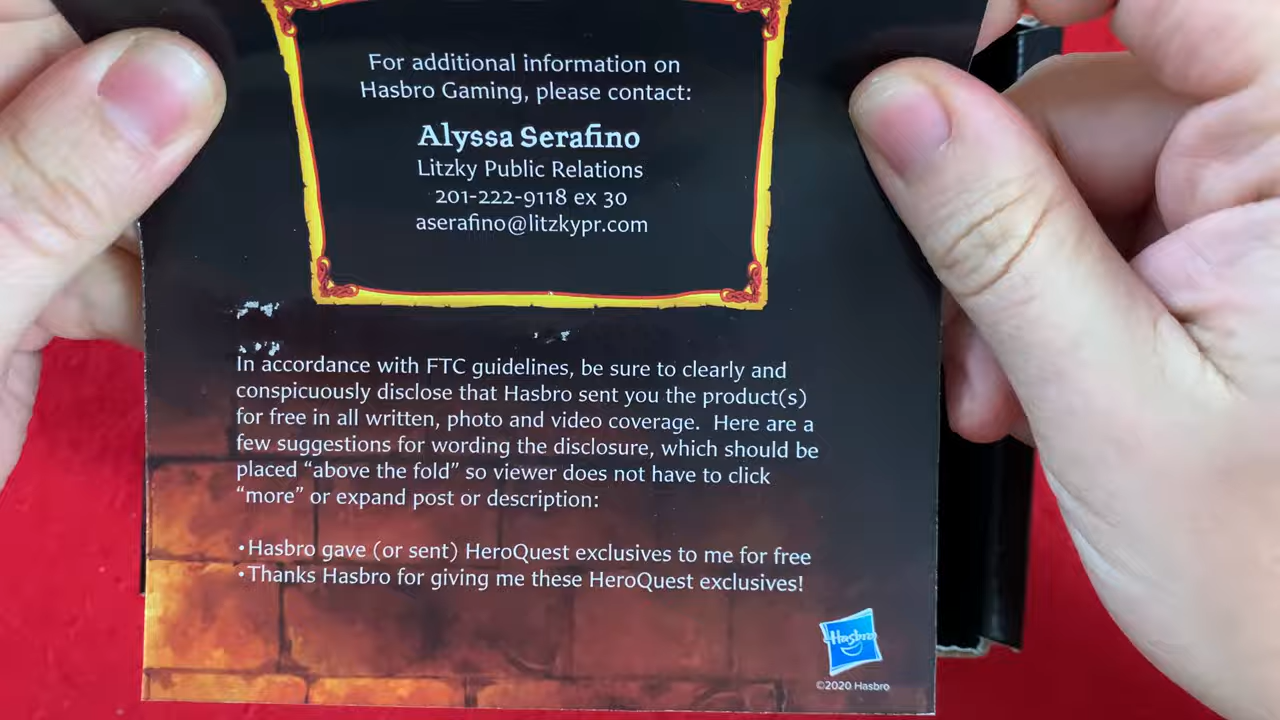 For additional information on
Hasbro Gaming, please contact:
Alyssa Serafino
Litzky Public Relations
201-222-9118 ex 30
aserafino@litzkypr.com
In accordance with FTC guidelines, be sure to clearly and
conspicuously disclose that Hasbro sent you the product(s)
for free in all written, photo and video coverage.  Here are a
few suggestions for wording the disclosure, which should be
placed “above the fold” so viewer does not have to click
“more” or expand post or description:
•Hasbro gave (or sent) HeroQuest exclusives to me for free
•Thanks Hasbro for giving me these HeroQuest exclusives!
Hasbro
©2020 Hasbro